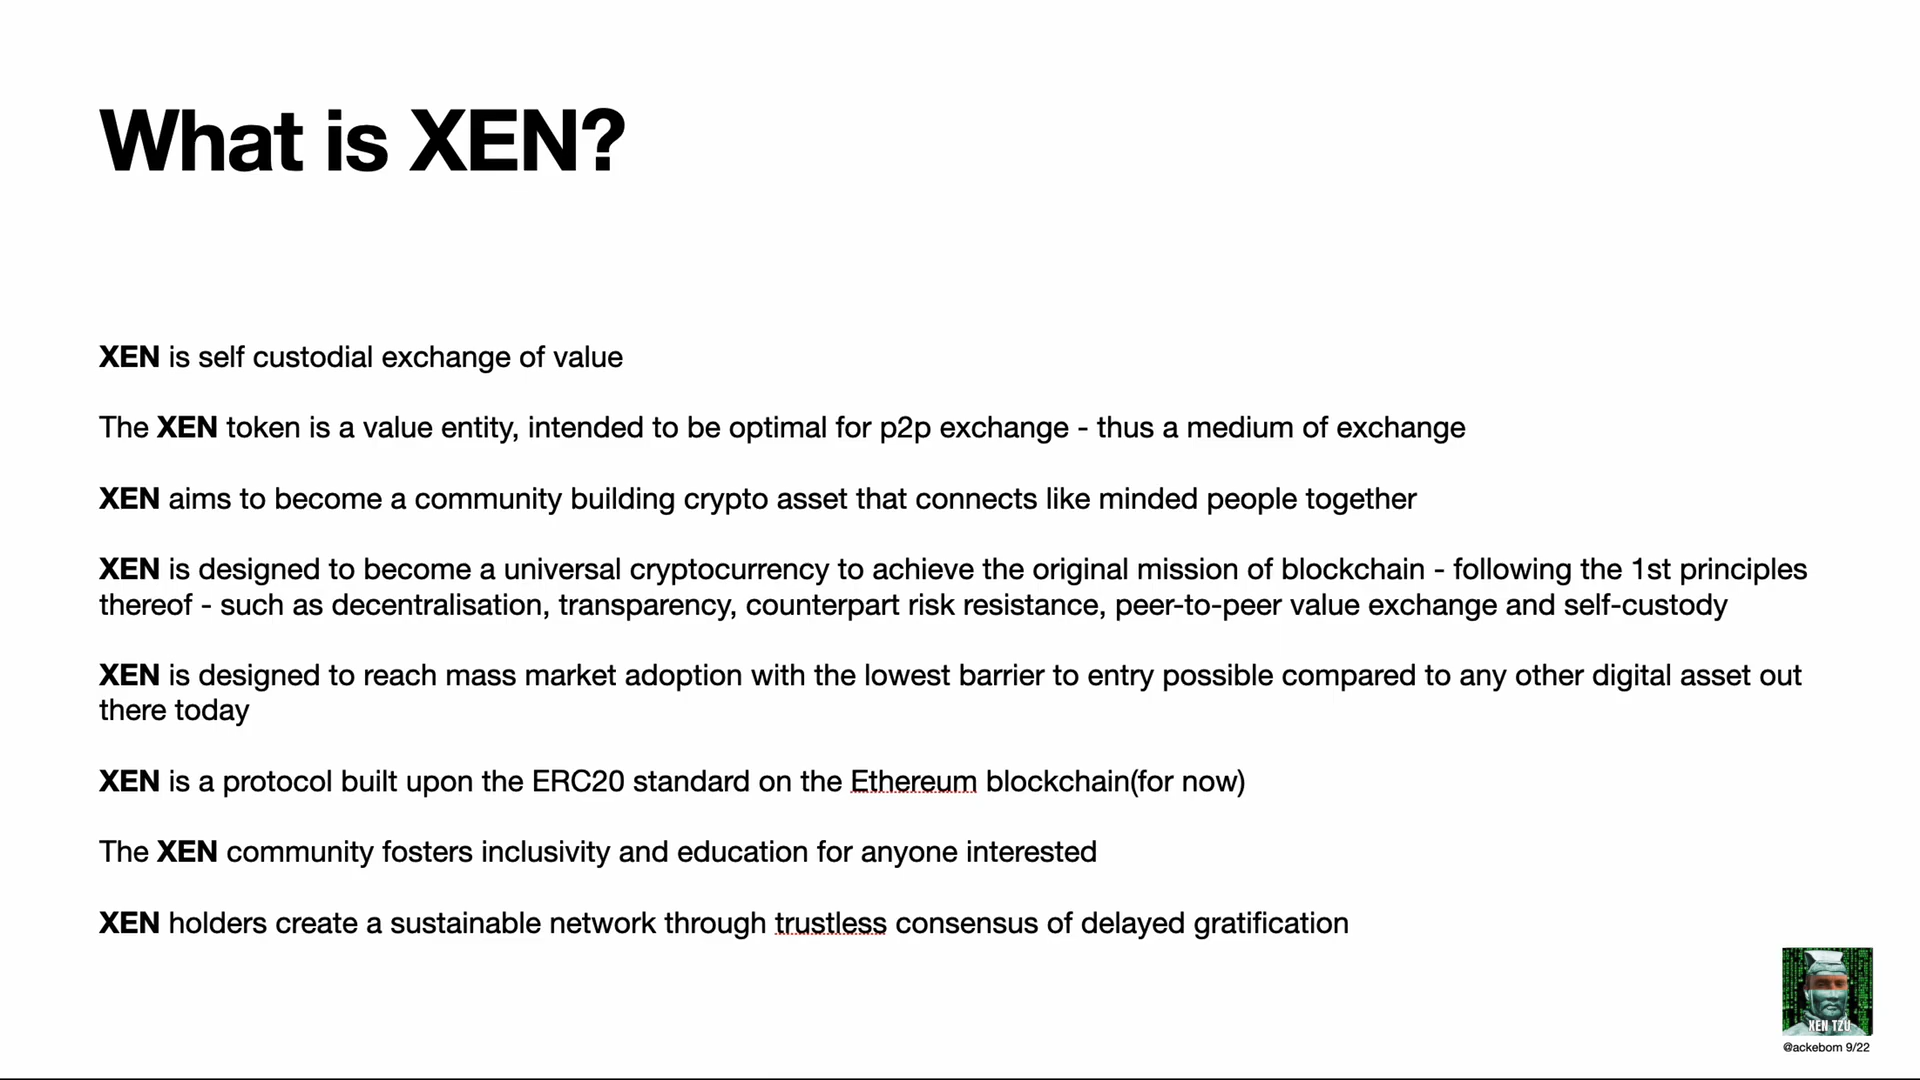 What is XEN?
XEN is self custodial exchange of value
The XEN token is a value entity, intended to be optimal for p2p exchange - thus a medium of exchange
XEN aims to become a community building crypto asset that connects like minded people together
XEN is designed to become a universal cryptocurrency to achieve the original mission of blockchain - following the 1st principles
thereof - such as decentralisation, transparency, counterpart risk resistance, peer-to-peer value exchange and self-custody
XEN is designed to reach mass market adoption with the lowest barrier to entry possible compared to any other digital asset out
there today
XEN is a protocol built upon the ERC20 standard on the Ethereum blockchain(for now)
The XEN community fosters inclusivity and education for anyone interested
XEN holders create a sustainable network through trustless consensus of delayed gratification
XEN TZU
@ackebom 9/22